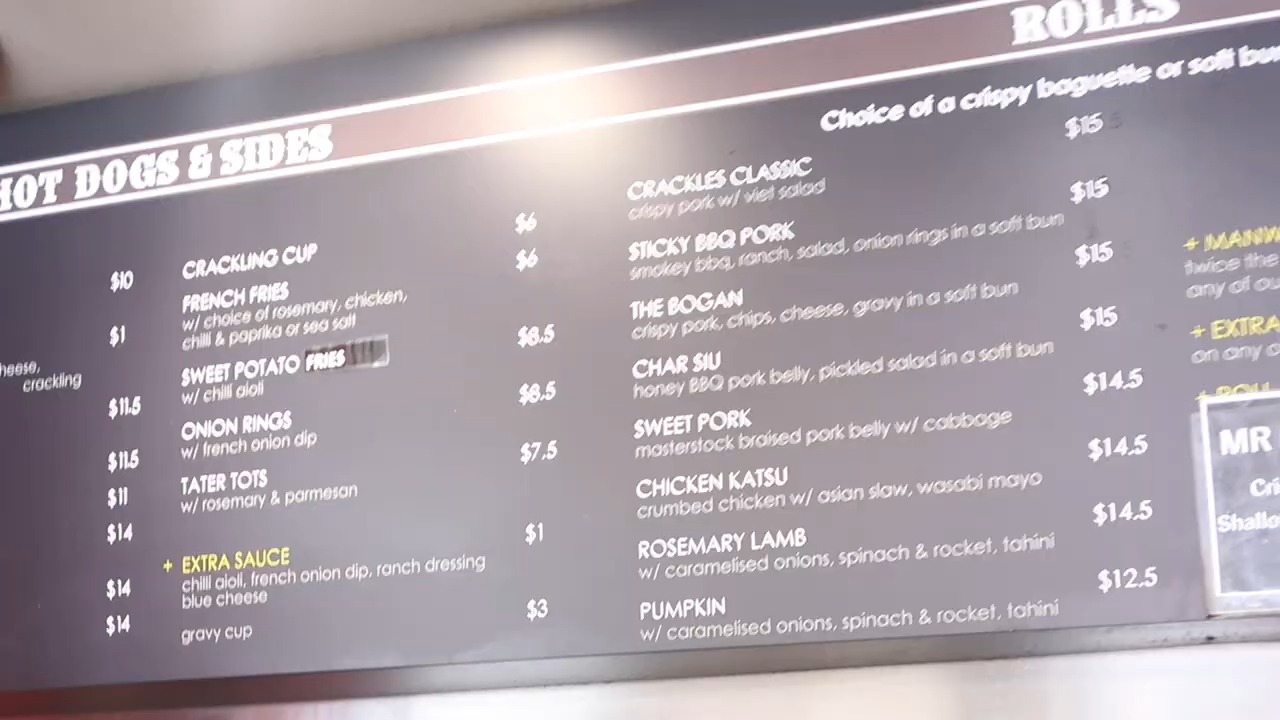 HOT DOGS & SIDES
$10
$1
crackling
$11.5
$11.5
$11
$14
$14
$14
CRACKLING CUP $6
FRENCH FRIES $6
w/ choice of rosemary, chicken,
chilli & paprika or sea salt
SWEET POTATO FRIES $8.5
w/ chilli aioli
ONION RINGS $8.5
w/ french onion dip
TATER TOTS $7.5
w/ rosemary & parmesan
+ EXTRA SAUCE $1
chilli aioli, french onion dip, ranch dressing
blue cheese
gravy cup $3
ROLLS
Choice of a crispy baguette or soft
CRACKLES CLASSIC $15
crispy pork w/ viet salad
STICKY BBQ PORK $15
smokey bbq, ranch, salad, onion rings in a soft bun
THE BOGAN $15
crispy pork, chips, cheese, gravy in a soft bun
CHAR SIU $15
honey BBQ pork belly, pickled salad in a soft bun
SWEET PORK $14.5
masterstock braised pork belly w/ cabbage
CHICKEN KATSU $14.5
crumbed chicken w/ asian slaw, wasabi mayo
ROSEMARY LAMB $14.5
w/ caramelised onions, spinach & rocket, tahini
PUMPKIN $12.5
w/ caramelised onions, spinach & rocket, tahini
twice the
any of
+ EXTRA
on any
MR